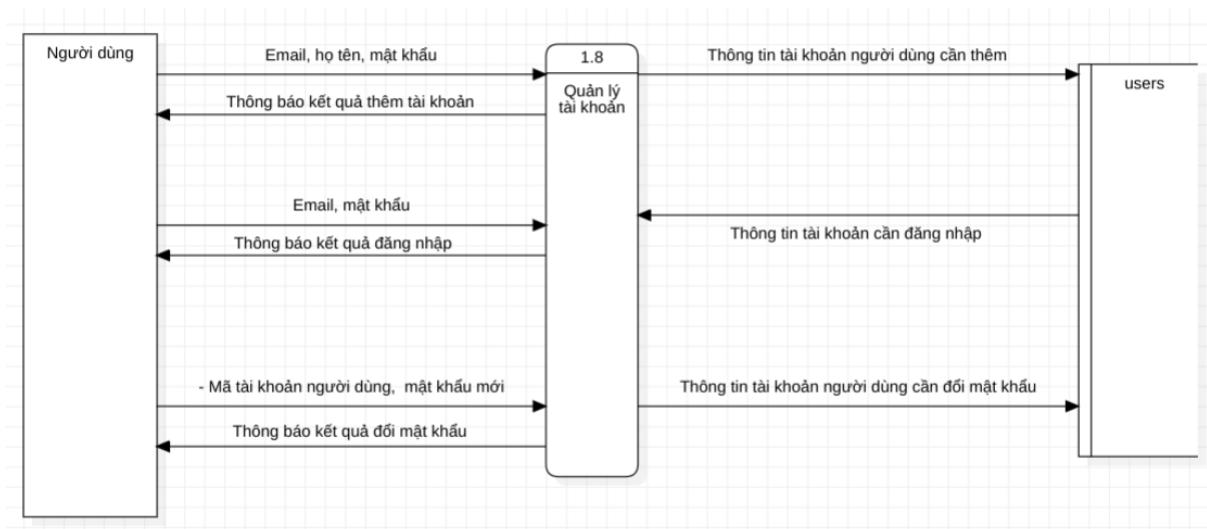 Người dùng
Email, họ tên, mật khẩu
1.8
Thông tin tài khoản người dùng cần thêm
users
Quản lý
tài khoản
Thông báo kết quả thêm tài khoản
Email, mật khẩu
Thông báo kết quả đăng nhập
Thông tin tài khoản cần đăng nhập
- Mã tài khoản người dùng, mật khẩu mới
Thông tin tài khoản người dùng cần đổi mật khẩu
Thông báo kết quả đổi mật khẩu